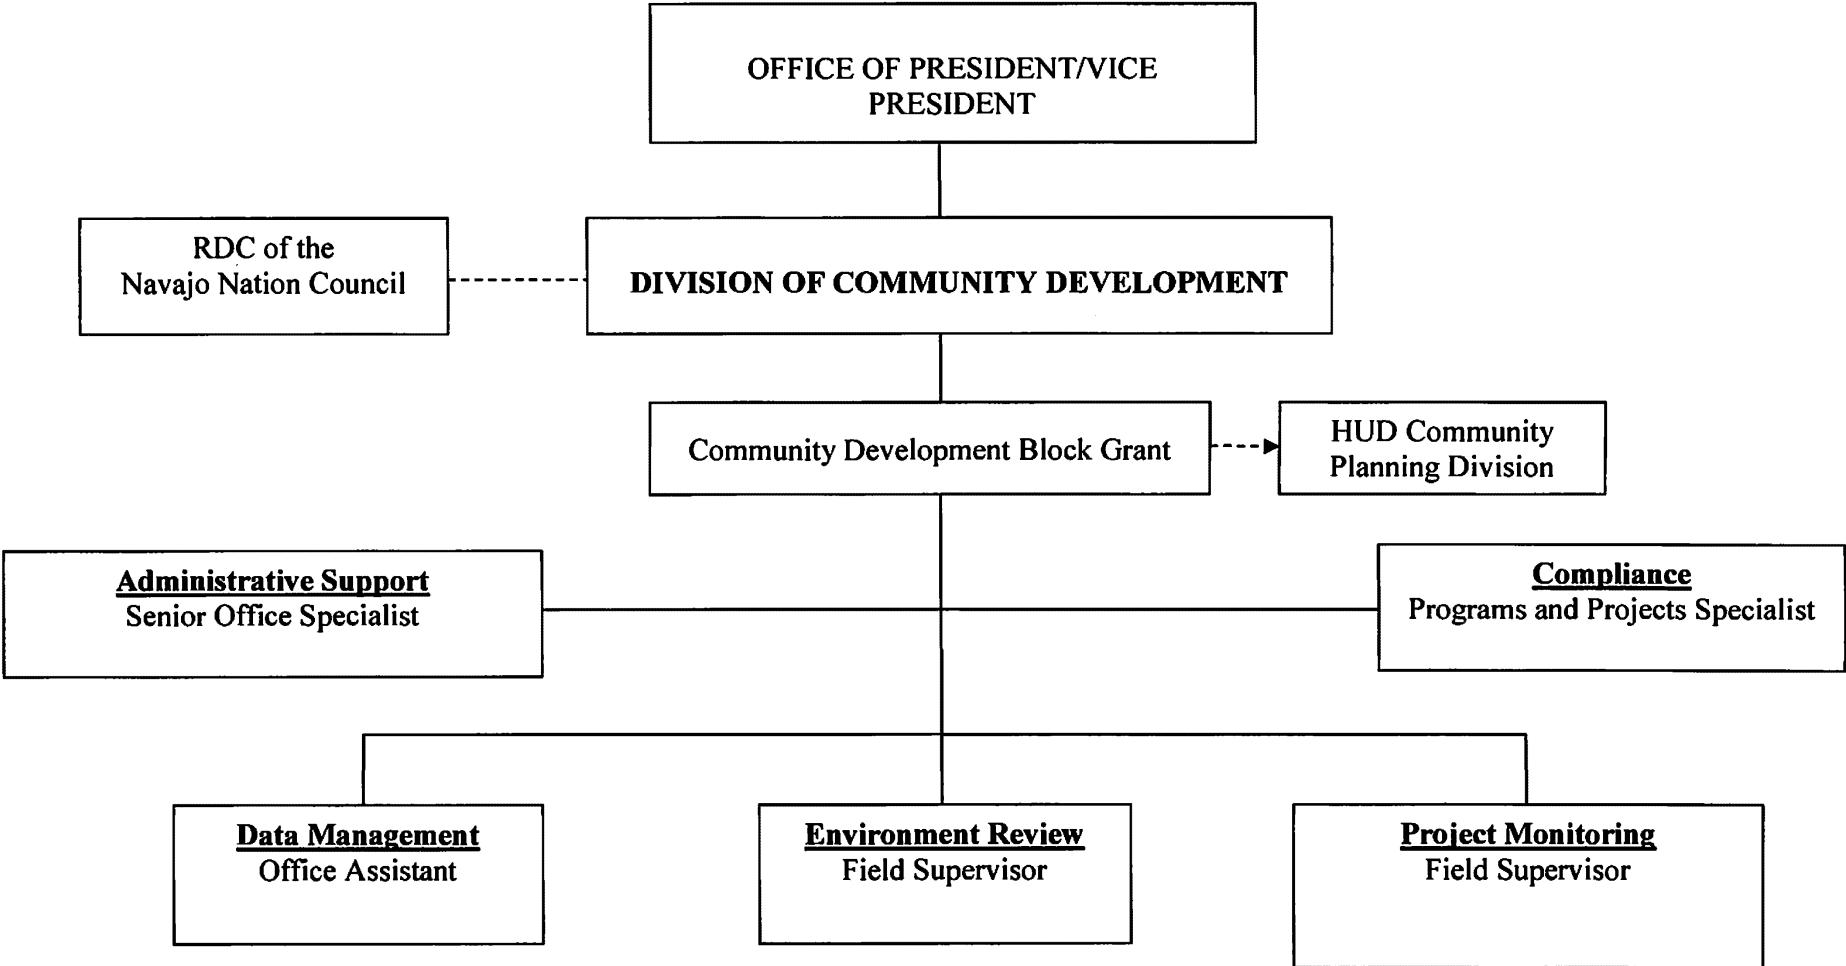 OFFICE OF PRESIDENT/VICE
PRESIDENT
RDC of the
Navajo Nation Council
DIVISION OF COMMUNITY DEVELOPMENT
Community Development Block Grant
HUD Community
Planning Division
Administrative Support
Senior Office Specialist
Compliance
Programs and Projects Specialist
Data Management
Office Assistant
Environment Review
Field Supervisor
Project Monitoring
Field Supervisor